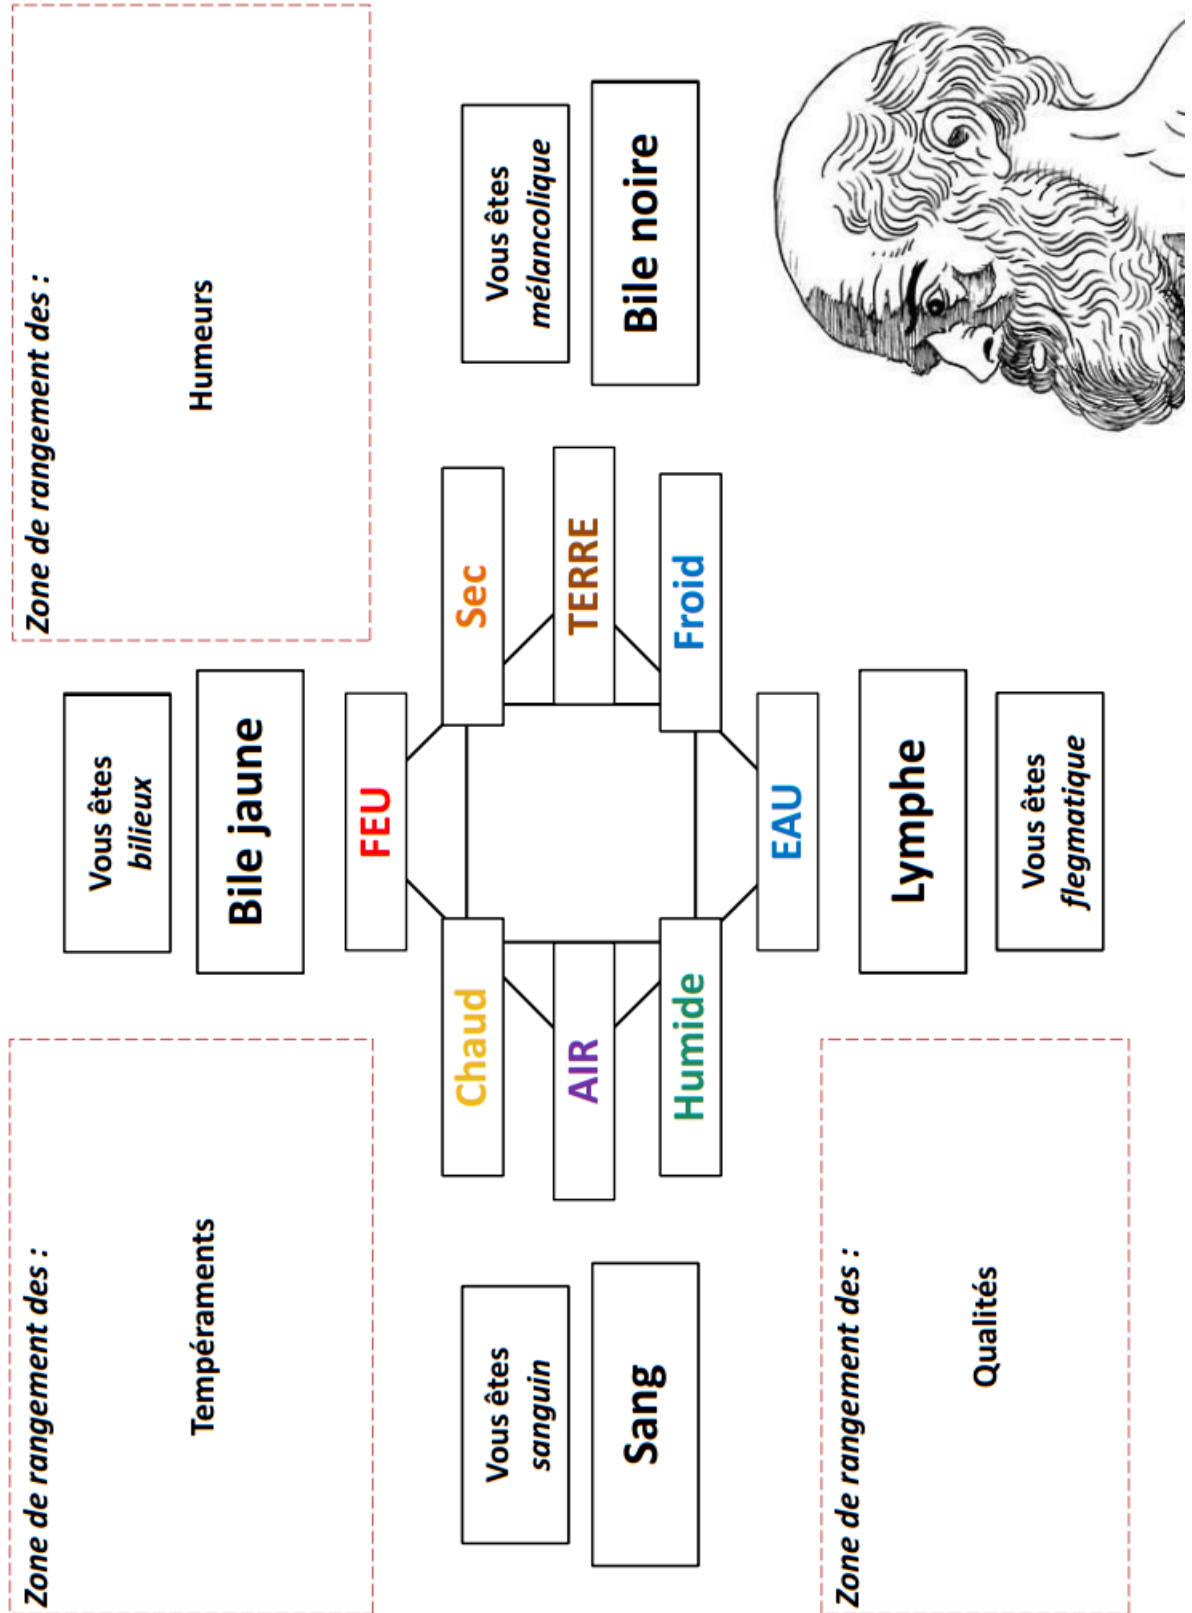 Zone de rangement des :
Tempéraments
Vous êtes
bilieux
Bile jaune
Zone de rangement des :
Humeurs
FEU
Chaud
Sec
Vous êtes
sanguin
Sang
AIR
TERRE
Vous êtes
mélancolique
Bile noire
Humide
Froid
EAU
Zone de rangement des :
Qualités
Lymphe
Vous êtes
flegmatique